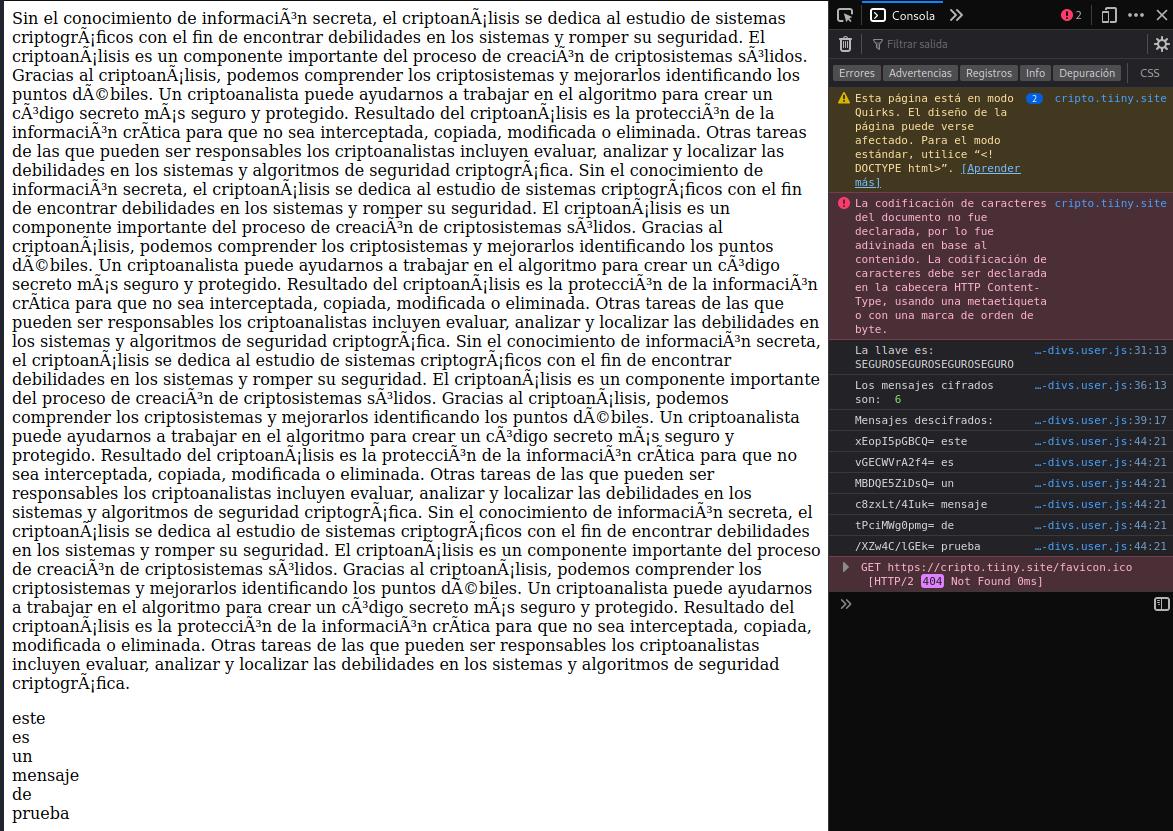 Sin el conocimiento de informaciÃ³n secreta, el criptoanÃ¡lisis se dedica al estudio de sistemas
criptogrÃ¡ficos con el fin de encontrar debilidades en los sistemas y romper su seguridad. El
criptoanÃ¡lisis es un componente importante del proceso de creaciÃ³n de criptosistemas sÃ³lidos.
Gracias al criptoanÃ¡lisis, podemos comprender los criptosistemas y mejorarlos identificando los
puntos dÃ©biles. Un criptoanalista puede ayudarnos a trabajar en el algoritmo para crear un
cÃ³digo secreto mÃ¡s seguro y protegido. Resultado del criptoanÃ¡lisis es la protecciÃ³n de la
informaciÃ³n crÃ­tica para que no sea interceptada, copiada, modificada o eliminada. Otras tareas
de las que pueden ser responsables los criptoanalistas incluyen evaluar, analizar y localizar las
debilidades en los sistemas y algoritmos de seguridad criptogrÃ¡fica. Sin el conocimiento de
informaciÃ³n secreta, el criptoanÃ¡lisis se dedica al estudio de sistemas criptogrÃ¡ficos con el fin
de encontrar debilidades en los sistemas y romper su seguridad. El criptoanÃ¡lisis es un
componente importante del proceso de creaciÃ³n de criptosistemas sÃ³lidos. Gracias al
criptoanÃ¡lisis, podemos comprender los criptosistemas y mejorarlos identificando los puntos
dÃ©biles. Un criptoanalista puede ayudarnos a trabajar en el algoritmo para crear un cÃ³digo
secreto mÃ¡s seguro y protegido. Resultado del criptoanÃ¡lisis es la protecciÃ³n de la informaciÃ³n
crÃ­tica para que no sea interceptada, copiada, modificada o eliminada. Otras tareas de las que
pueden ser responsables los criptoanalistas incluyen evaluar, analizar y localizar las debilidades en
los sistemas y algoritmos de seguridad criptogrÃ¡fica. Sin el conocimiento de informaciÃ³n secreta,
el criptoanÃ¡lisis se dedica al estudio de sistemas criptogrÃ¡ficos con el fin de encontrar
debilidades en los sistemas y romper su seguridad. El criptoanÃ¡lisis es un componente importante
del proceso de creaciÃ³n de criptosistemas sÃ³lidos. Gracias al criptoanÃ¡lisis, podemos
comprender los criptosistemas y mejorarlos identificando los puntos dÃ©biles. Un criptoanalista
puede ayudarnos a trabajar en el algoritmo para crear un cÃ³digo secreto mÃ¡s seguro y
protegido. Resultado del criptoanÃ¡lisis es la protecciÃ³n de la informaciÃ³n crÃ­tica para que no
sea interceptada, copiada, modificada o eliminada. Otras tareas de las que pueden ser
responsables los criptoanalistas incluyen evaluar, analizar y localizar las debilidades en los
sistemas y algoritmos de seguridad criptogrÃ¡fica. Sin el conocimiento de informaciÃ³n secreta, el
criptoanÃ¡lisis se dedica al estudio de sistemas criptogrÃ¡ficos con el fin de encontrar debilidades
en los sistemas y romper su seguridad. El criptoanÃ¡lisis es un componente importante del proceso
de creaciÃ³n de criptosistemas sÃ³lidos. Gracias al criptoanÃ¡lisis, podemos comprender los
criptosistemas y mejorarlos identificando los puntos dÃ©biles. Un criptoanalista puede ayudarnos
a trabajar en el algoritmo para crear un cÃ³digo secreto mÃ¡s seguro y protegido. Resultado del
criptoanÃ¡lisis es la protecciÃ³n de la informaciÃ³n crÃ­tica para que no sea interceptada, copiada,
modificada o eliminada. Otras tareas de las que pueden ser responsables los criptoanalistas
incluyen evaluar, analizar y localizar las debilidades en los sistemas y algoritmos de seguridad
criptogrÃ¡fica.
este
es
un
mensaje
de
prueba
Consola 2
Filtrar salida
Errores Advertencias Registros Info Depuración CSS
Esta página está en modo 2 cripto.tiiny.site
Quirks. El diseño de la
página puede verse
afectado. Para el modo
estándar, utilice “<!
DOCTYPE html>”. [Aprender
más]
La codificación de caracteres cripto.tiiny.site
del documento no fue
declarada, por lo fue
adivinada en base al
contenido. La codificación de
caracteres debe ser declarada
en la cabecera HTTP Content-
Type, usando una metaetiqueta
o con una marca de orden de
byte.
La llave es: …-divs.user.js:31:13
SEGUROSEGUROSEGUROSEGURO
Los mensajes cifrados …-divs.user.js:36:13
son: 6
Mensajes descifrados: …-divs.user.js:39:17
xEopI5pGBCQ= este …-divs.user.js:44:21
vGECWVrA2f4= es …-divs.user.js:44:21
MBDQE5ZiDsQ= un …-divs.user.js:44:21
c8zxLt/4Iuk= mensaje …-divs.user.js:44:21
tPciMWg0pmg= de …-divs.user.js:44:21
/XZw4C/lGEk= prueba …-divs.user.js:44:21
GET https://cripto.tiiny.site/favicon.ico
[HTTP/2 404 Not Found 0ms]